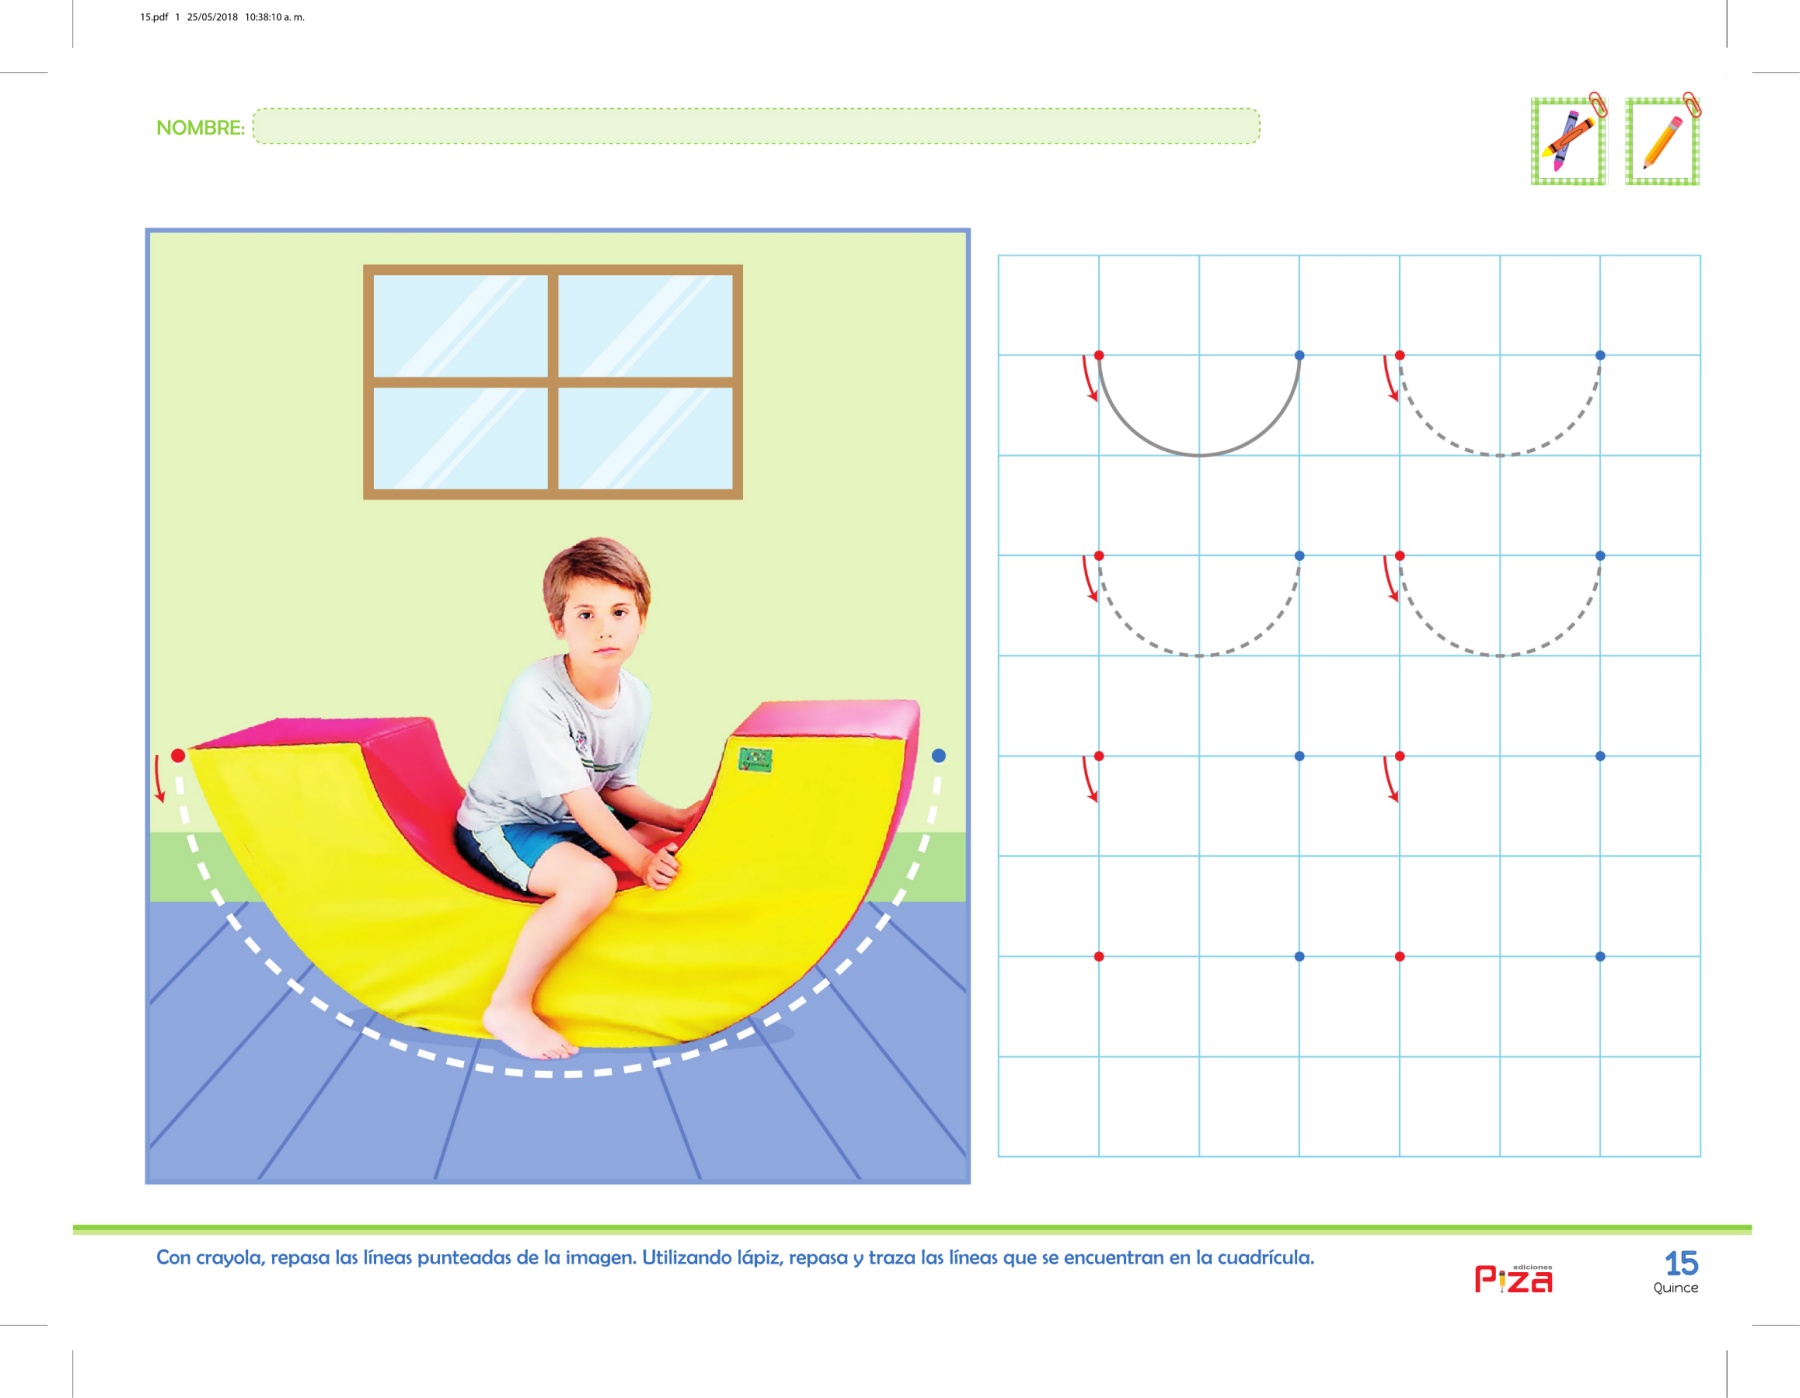 15.pdf 1 25/05/2018 10:38:10 a. m.
NOMBRE:
Con crayola, repasa las líneas punteadas de la imagen. Utilizando lápiz, repasa y traza las líneas que se encuentran en la cuadrícula.
ediciones
Piza
15
Quince